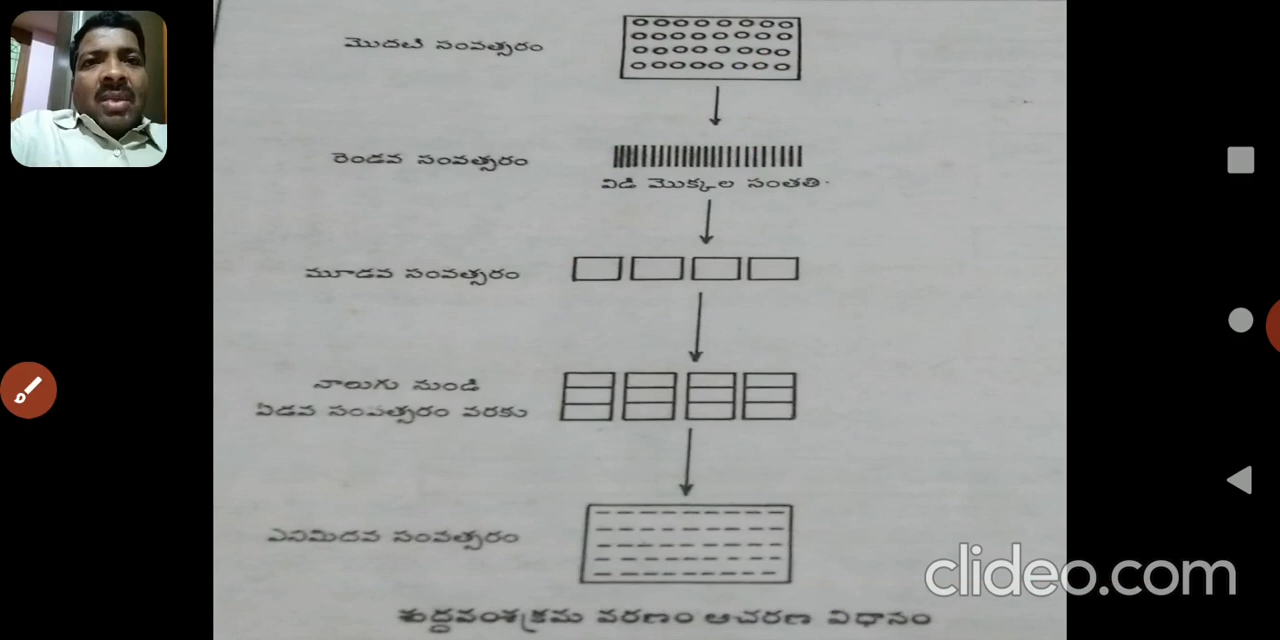 మొదటి సంవత్సరం
రెండవ సంవత్సరం
విడి మొక్కల సంతతి.
మూడవ సంవత్సరం
నాలుగు నుండి
ఏడవ సంవత్సరం వరకు
ఎనిమిదవ సంవత్సరం
శుద్ధవంశక్రమ వరణం ఆచరణ విధానం
clideo.com